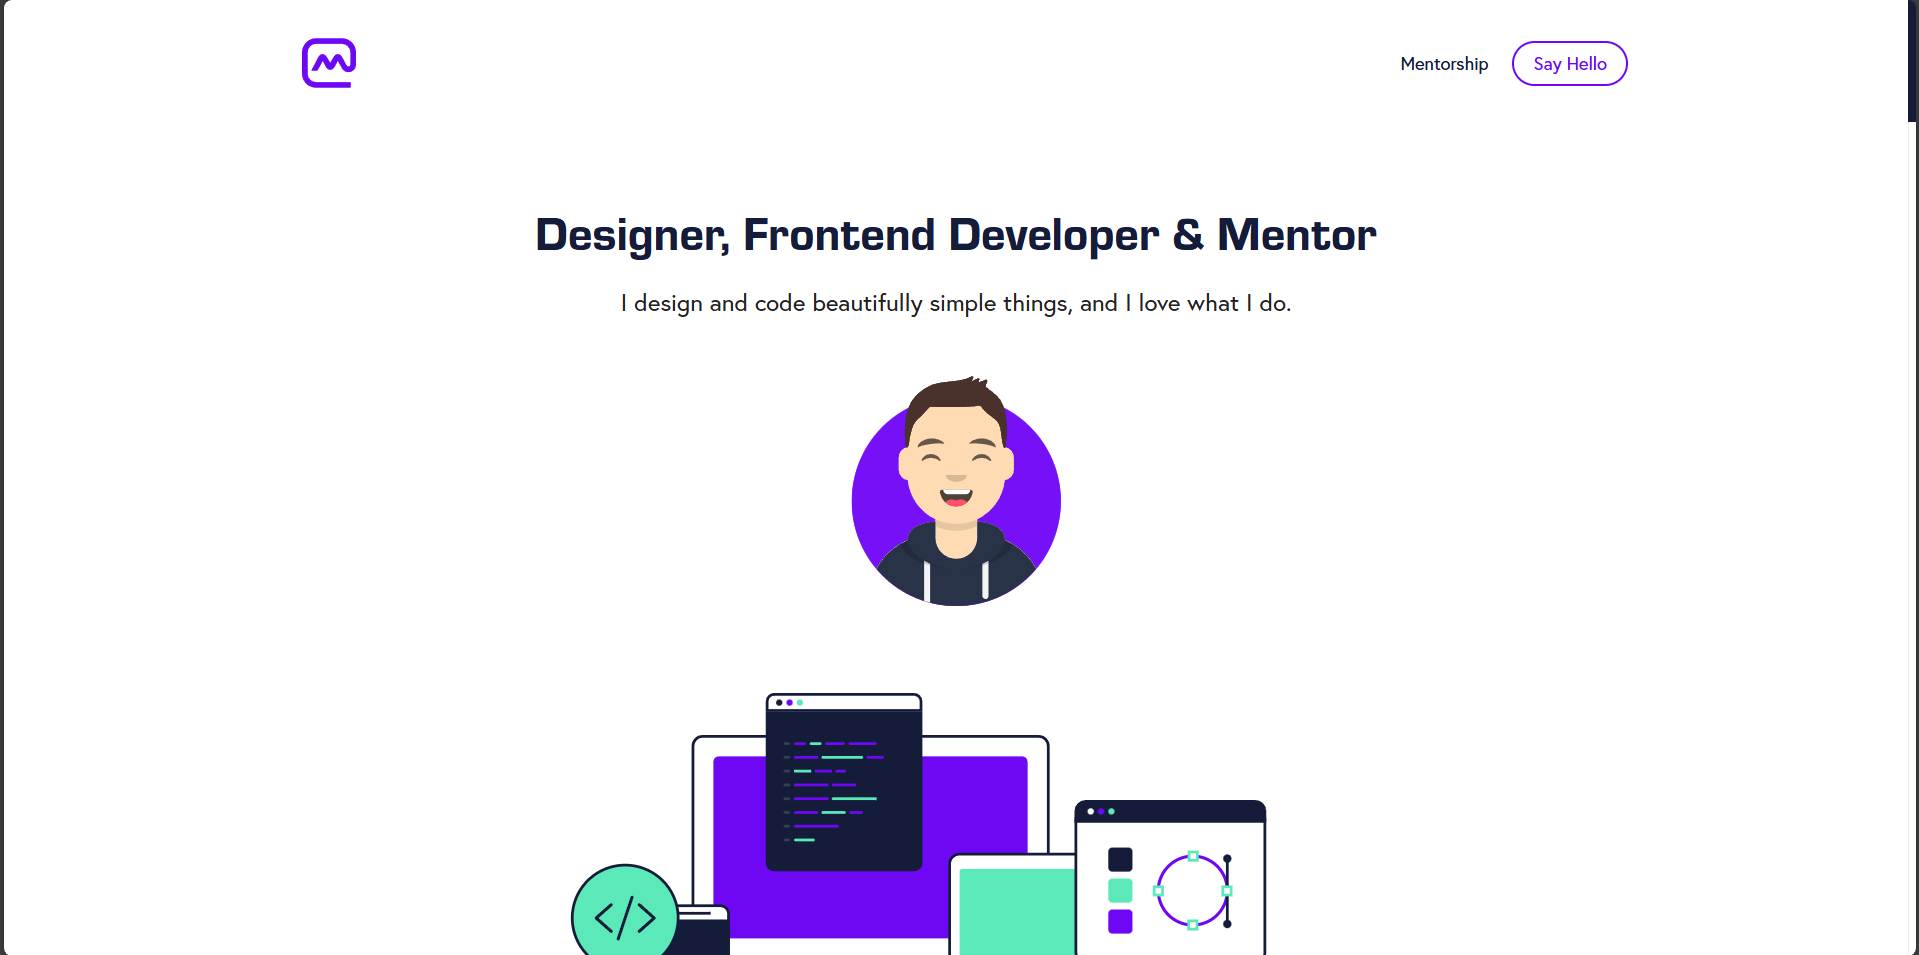 Mentorship
Say Hello
Designer, Frontend Developer & Mentor
I design and code beautifully simple things, and I love what I do.
</>